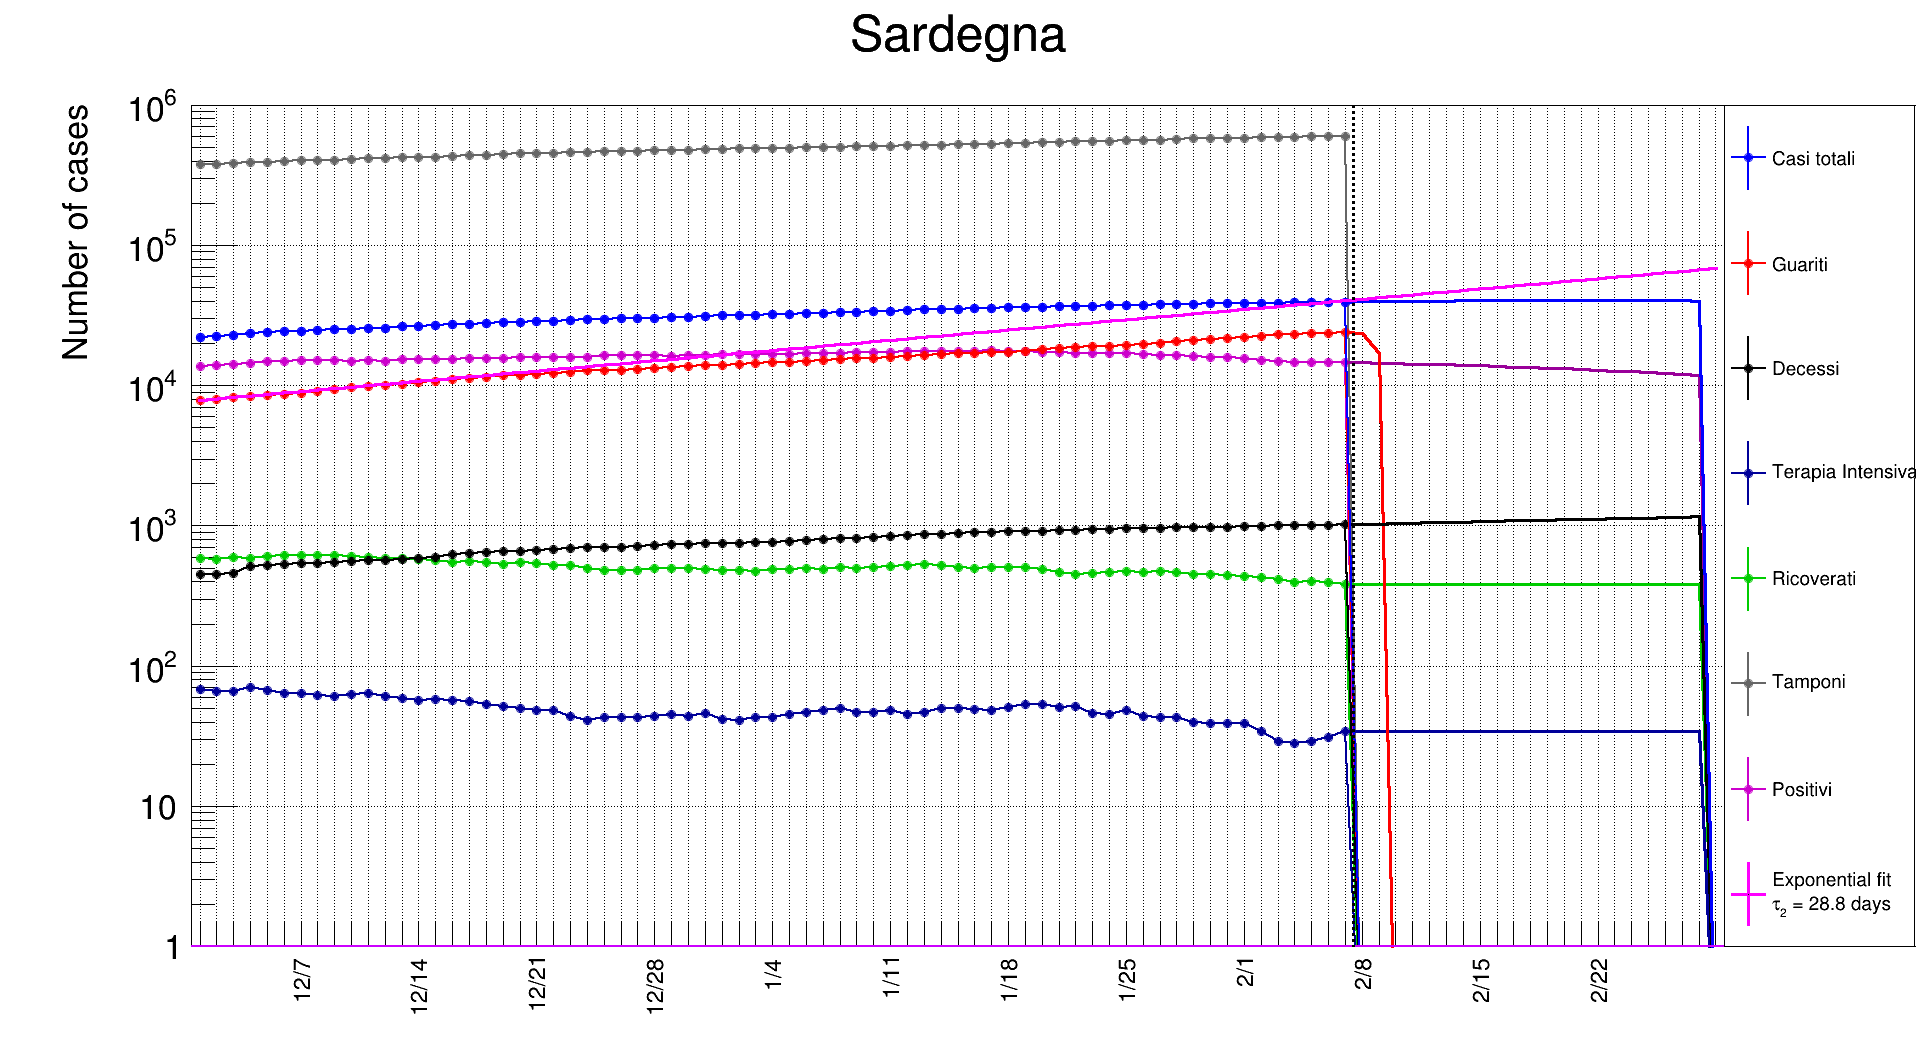 Sardegna
Number of cases
10^6
10^5
10^4
10^3
10^2
10
1
12/7
12/14
12/21
12/28
1/4
1/11
1/18
1/25
2/1
2/8
2/15
2/22
Casi totali
Guariti
Decessi
Terapia Intensiva
Ricoverati
Tamponi
Positivi
Exponential fit
τ₂ = 28.8 days